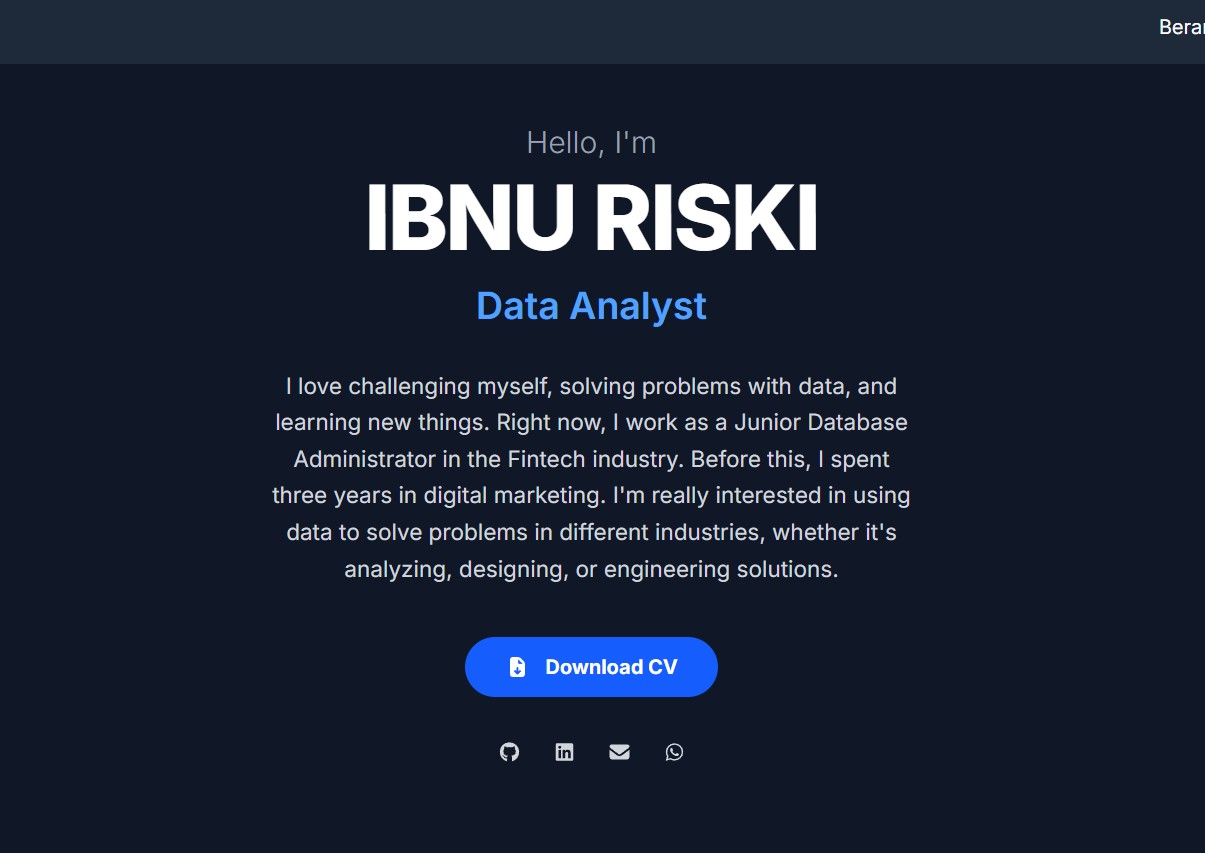 Hello, I'm
IBNU RISKI
Data Analyst
I love challenging myself, solving problems with data, and
learning new things. Right now, I work as a Junior Database
Administrator in the Fintech industry. Before this, I spent
three years in digital marketing. I'm really interested in using
data to solve problems in different industries, whether it's
analyzing, designing, or engineering solutions.
Download CV